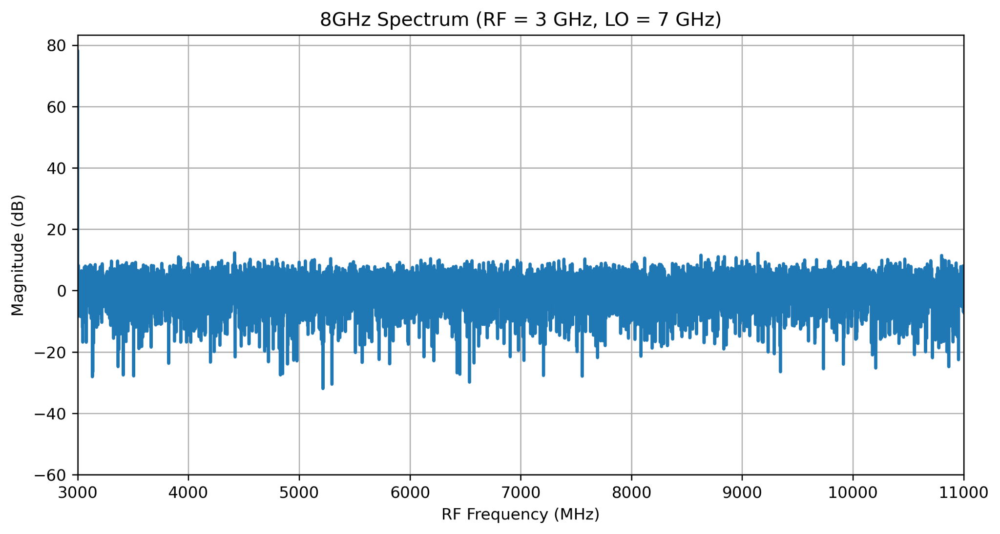 8GHz Spectrum (RF = 3 GHz, LO = 7 GHz)
80
60
40
20
0
−20
−40
−60
Magnitude (dB)
3000 4000 5000 6000 7000 8000 9000 10000 11000
RF Frequency (MHz)